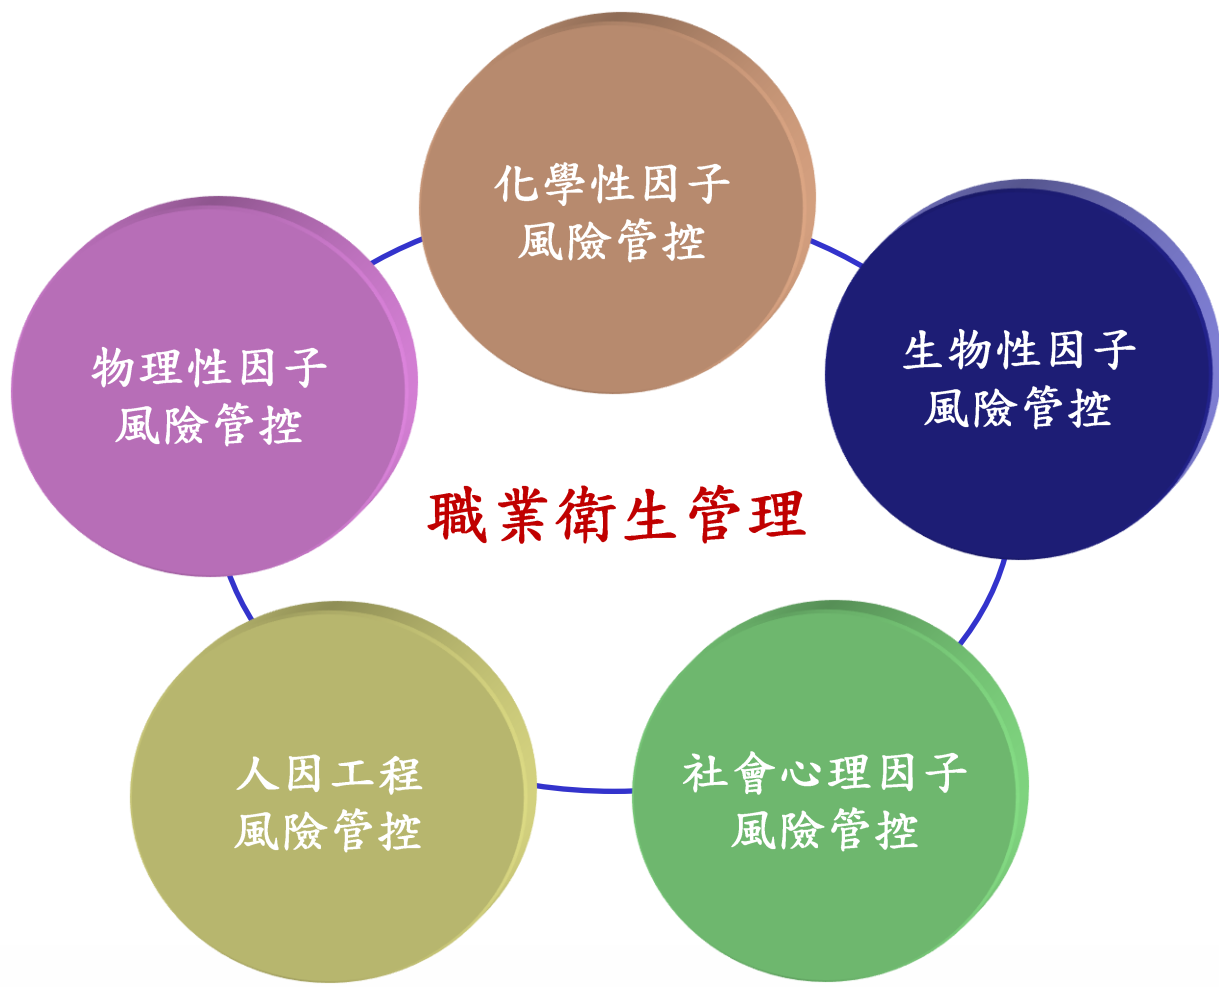 化學性因子
風險管控
生物性因子
風險管控
物理性因子
風險管控
職業衛生管理
人因工程
風險管控
社會心理因子
風險管控